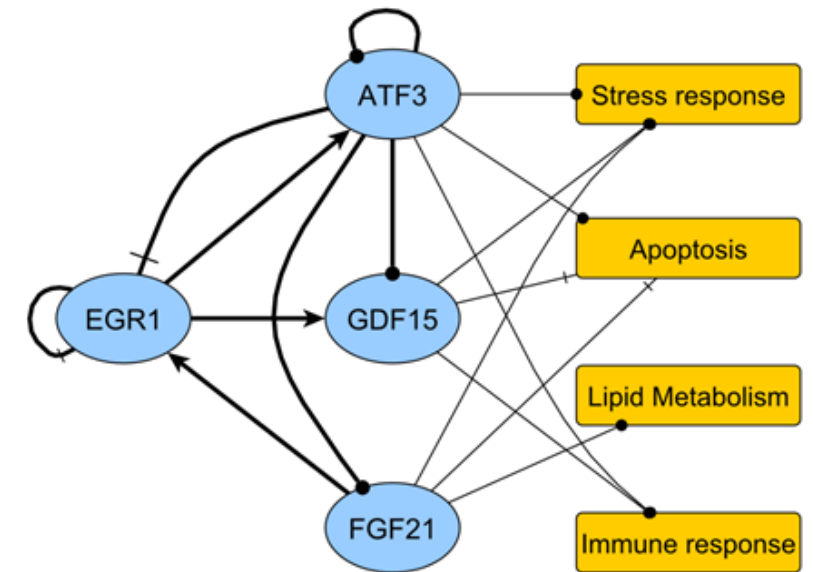 ATF3
Stress response
Apoptosis
EGR1
GDF15
Lipid Metabolism
FGF21
Immune response